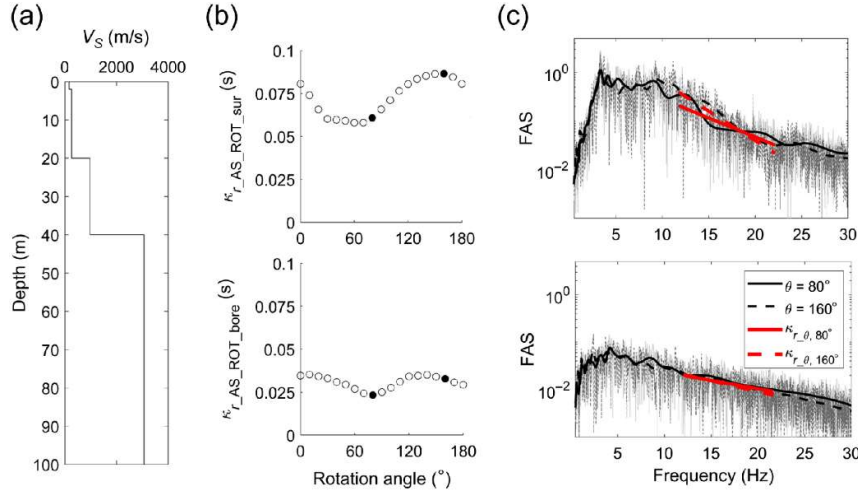 (a)
V_S (m/s)
0 2000 4000
0
10
20
30
40
50
60
70
80
90
100
Depth (m)
(b)
κ_r_AS_ROT_sur (s)
0.1
0.075
0.05
0.025
0
0 60 120 180
κ_r_AS_ROT_bore (s)
0.1
0.075
0.05
0.025
0
0 60 120 180
Rotation angle (°)
(c)
FAS
10^0
10^-2
5 10 15 20 25 30
FAS
10^0
10^-2
θ = 80°
θ = 160°
κ_r_θ, 80°
κ_r_θ, 160°
5 10 15 20 25 30
Frequency (Hz)